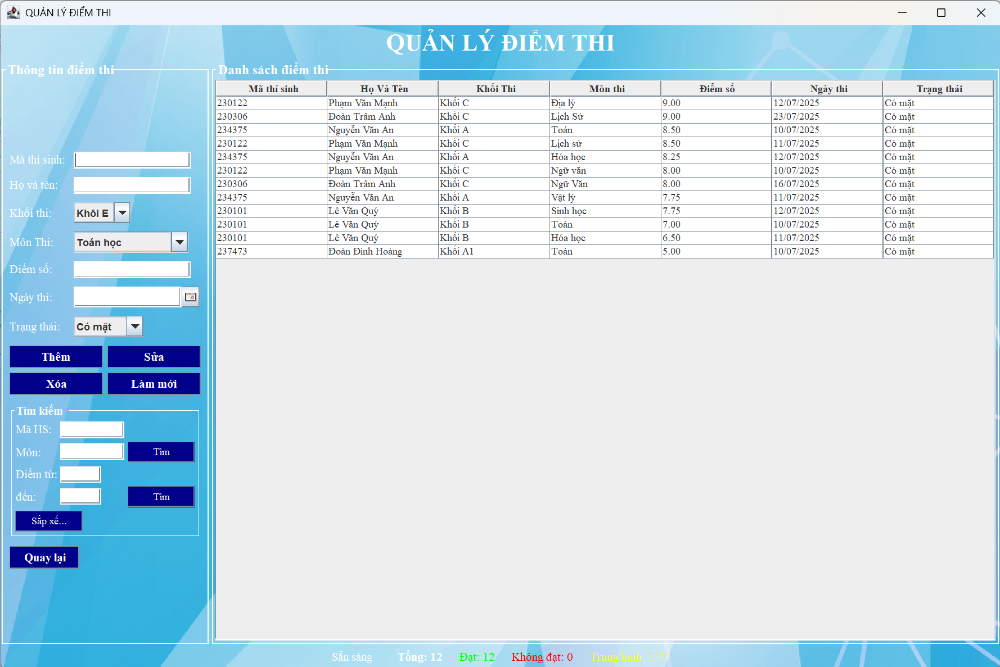 QUẢN LÝ ĐIỂM THI
QUẢN LÝ ĐIỂM THI
Thông tin điểm thi
Mã thí sinh:
Họ và tên:
Khối thi: Khôi E
Môn Thi: Toán học
Điểm số:
Ngày thi:
Trạng thái: Có mặt
Thêm Sửa
Xóa Làm mới
Tìm kiếm
Mã HS:
Môn: Tìm
Điểm từ:
đến: Tìm
Sắp xế...
Quay lại
Danh sách điểm thi
Mã thí sinh Họ Và Tên Khối Thi Môn thi Điểm số Ngày thi Trạng thái
230122 Phạm Văn Mạnh Khối C Địa lý 9.00 12/07/2025 Có mặt
230306 Đoàn Trâm Anh Khối C Lịch Sử 9.00 23/07/2025 Có mặt
234375 Nguyễn Văn An Khối A Toán 8.50 10/07/2025 Có mặt
230122 Phạm Văn Mạnh Khối C Lịch sử 8.50 11/07/2025 Có mặt
234375 Nguyễn Văn An Khối A Hóa học 8.25 12/07/2025 Có mặt
230122 Phạm Văn Mạnh Khối C Ngữ văn 8.00 10/07/2025 Có mặt
230306 Đoàn Trâm Anh Khối C Ngữ Văn 8.00 16/07/2025 Có mặt
234375 Nguyễn Văn An Khối A Vật lý 7.75 11/07/2025 Có mặt
230101 Lê Văn Quý Khối B Sinh học 7.75 12/07/2025 Có mặt
230101 Lê Văn Quý Khối B Toán 7.00 10/07/2025 Có mặt
230101 Lê Văn Quý Khối B Hóa học 6.50 11/07/2025 Có mặt
237473 Đoàn Đình Hoàng Khối A1 Toán 5.00 10/07/2025 Có mặt
Sẵn sàng Tổng: 12 Đạt: 12 Không đạt: 0 Trung bình: 7.77